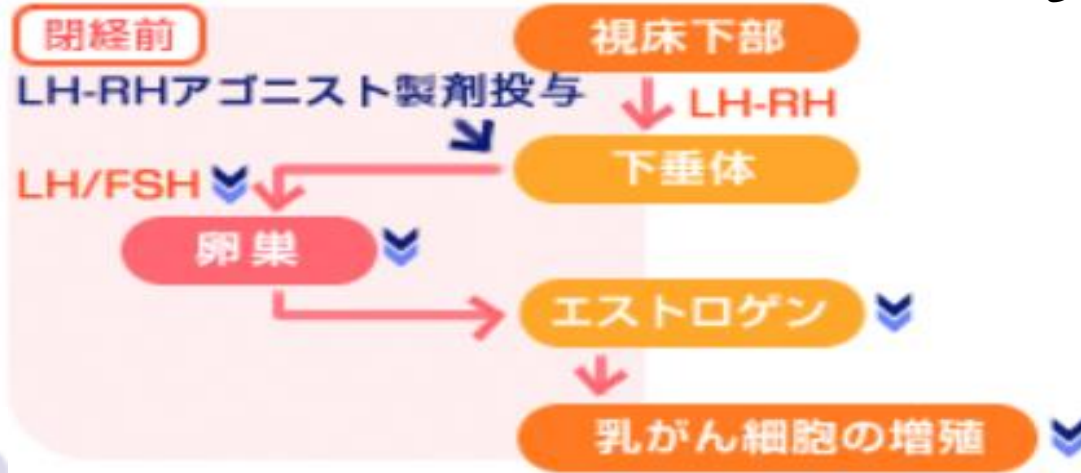 閉経前
視床下部
LH-RHアゴニスト製剤投与
LH-RH
下垂体
LH/FSH
卵巣
エストロゲン
乳がん細胞の増殖